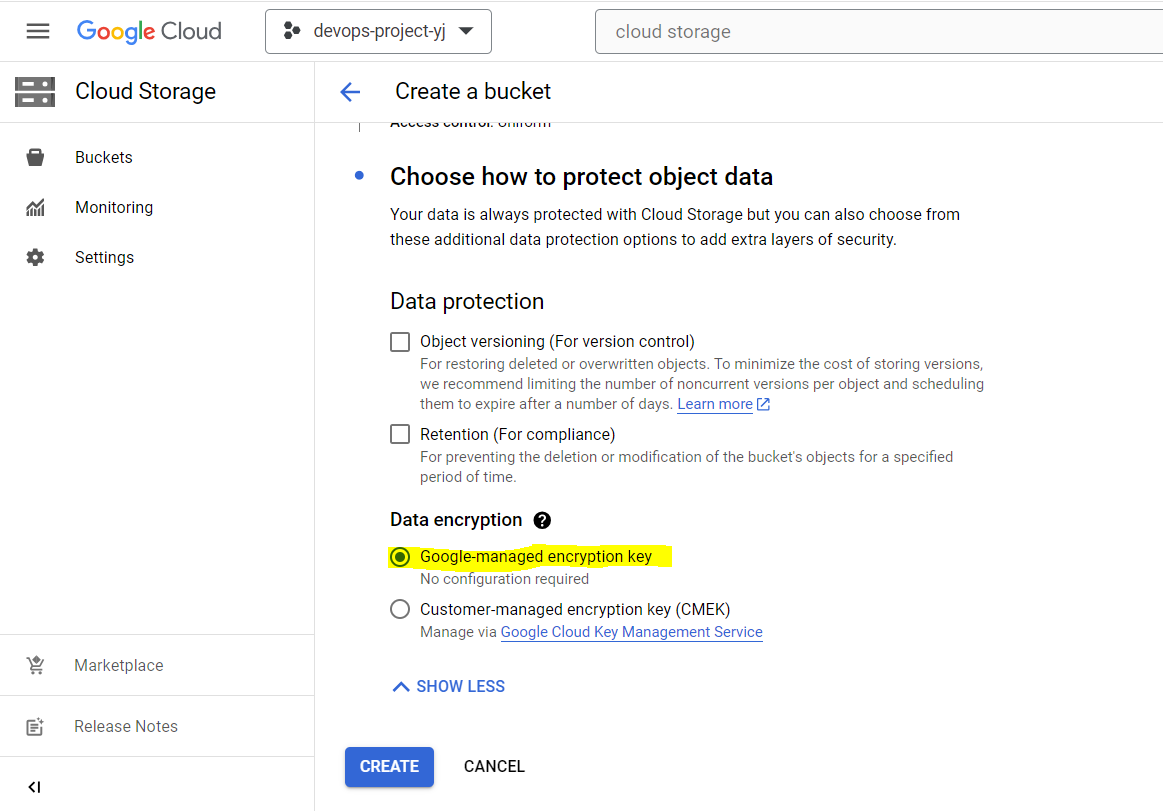 Google Cloud
devops-project-yj
cloud storage
Cloud Storage
Create a bucket
Buckets
Monitoring
Settings
Marketplace
Release Notes
Access control: Uniform
Choose how to protect object data
Your data is always protected with Cloud Storage but you can also choose from
these additional data protection options to add extra layers of security.
Data protection
Object versioning (For version control)
For restoring deleted or overwritten objects. To minimize the cost of storing versions,
we recommend limiting the number of noncurrent versions per object and scheduling
them to expire after a number of days. Learn more
Retention (For compliance)
For preventing the deletion or modification of the bucket's objects for a specified
period of time.
Data encryption ?
Google-managed encryption key
No configuration required
Customer-managed encryption key (CMEK)
Manage via Google Cloud Key Management Service
SHOW LESS
CREATE CANCEL